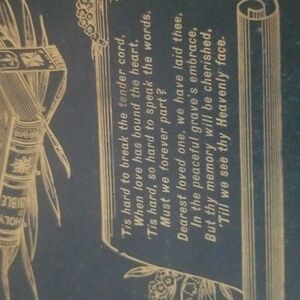 'Tis hard to break the tender cord,
When love has bound the heart,
'Tis hard, so hard to speak the words,
Must we forever part?
Dearest loved one, we have laid thee,
In the peaceful grave's embrace,
But thy memory will be cherished,
'Till we see thy Heavenly face.
HOLY
BIBLE